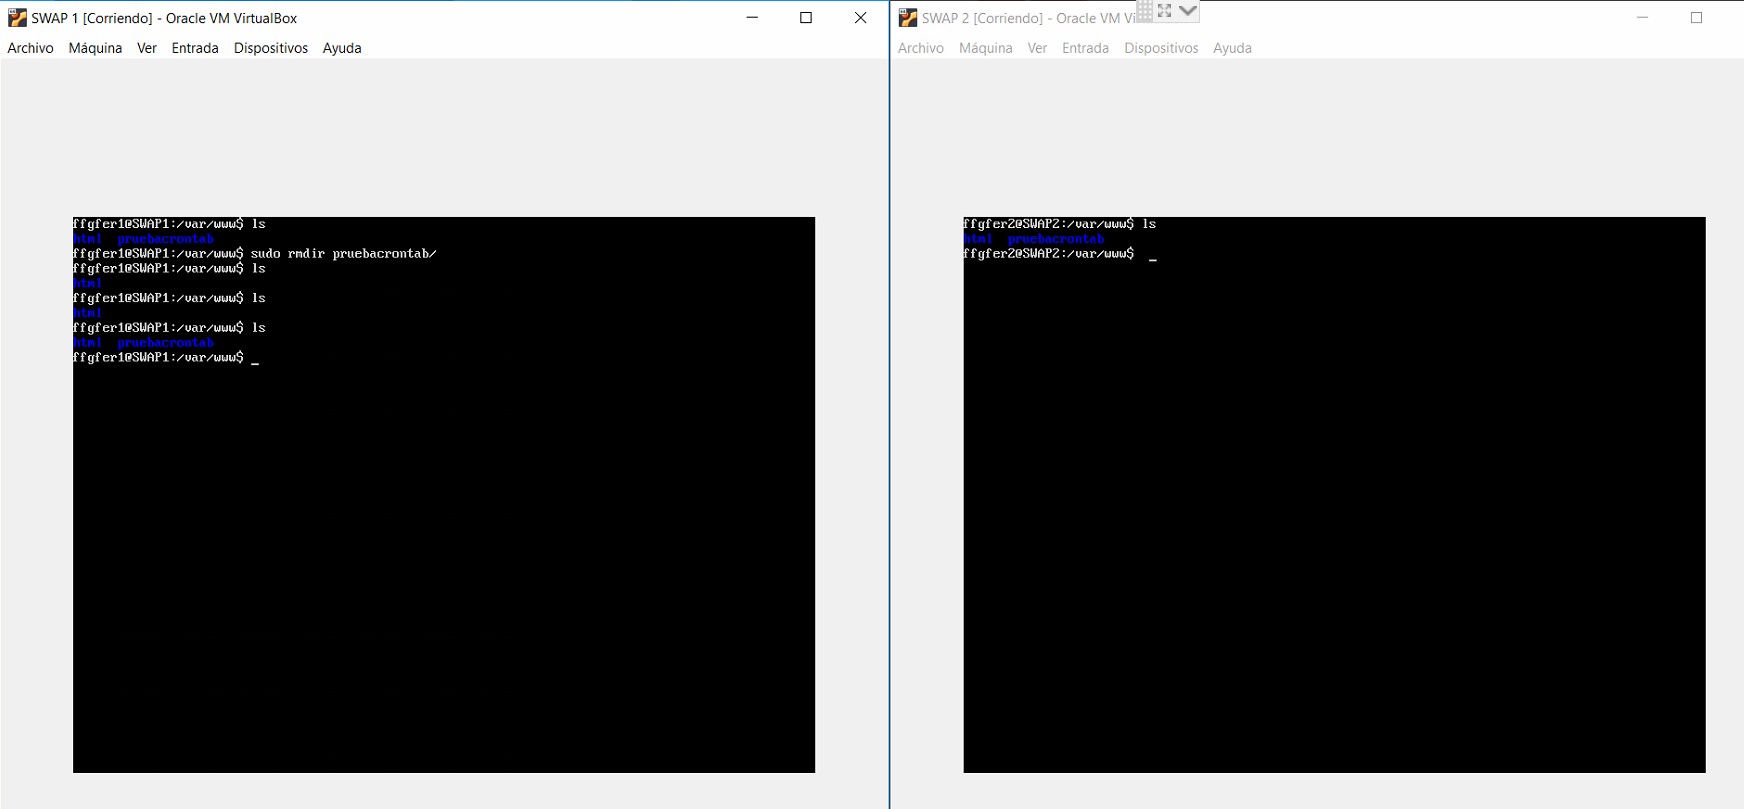 SWAP 1 [Corriendo] - Oracle VM VirtualBox
Archivo Máquina Ver Entrada Dispositivos Ayuda
ffgfer1@SWAP1:/var/www$ ls
html pruebacrontab
ffgfer1@SWAP1:/var/www$ sudo rmdir pruebacrontab/
ffgfer1@SWAP1:/var/www$ ls
html
ffgfer1@SWAP1:/var/www$ ls
html
ffgfer1@SWAP1:/var/www$ ls
html pruebacrontab
ffgfer1@SWAP1:/var/www$ _
SWAP 2 [Corriendo] - Oracle VM Vi
Archivo Máquina Ver Entrada Dispositivos Ayuda
ffgfer2@SWAP2:/var/www$ ls
html pruebacrontab
ffgfer2@SWAP2:/var/www$ _